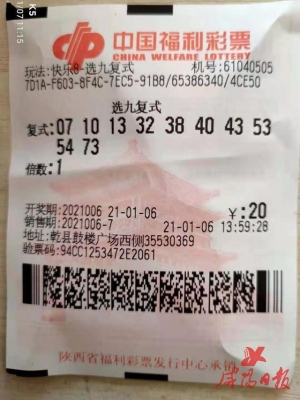 中国福利彩票
CHINA WELFARE LOTTERY
玩法:快乐8-选九复式 机号:61040505
7D1A-F603-8F4C-7EC5-91B8/65386340/4CE50
选九复式
复式:07 10 13 32 38 40 43 53
54 73
倍数:1
开奖期:2021006 21-01-06 ¥:20
销售期:2021006-7 21-01-06 13:59:28
地址:乾县鼓楼广场西侧35530369
验票码:94CC1253472E2061
陕西省福利彩票发行中心承销
咸阳日报